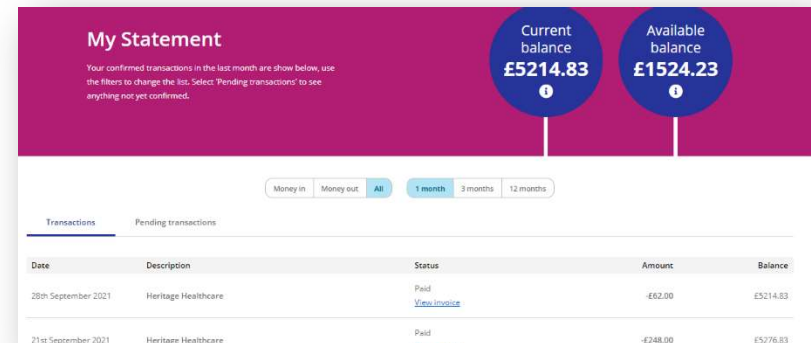 My Statement
Your confirmed transactions in the last month are show below, use
the filters to change the list. Select 'Pending transactions' to see
anything not yet confirmed.
Current
balance
£5214.83
i
Available
balance
£1524.23
i
Money in Money out All 1 month 3 months 12 months
Transactions Pending transactions
Date Description Status Amount Balance
28th September 2021 Heritage Healthcare Paid -£62.00 £5214.83
View invoice
21st September 2021 Heritage Healthcare Paid -£248.00 £5276.83